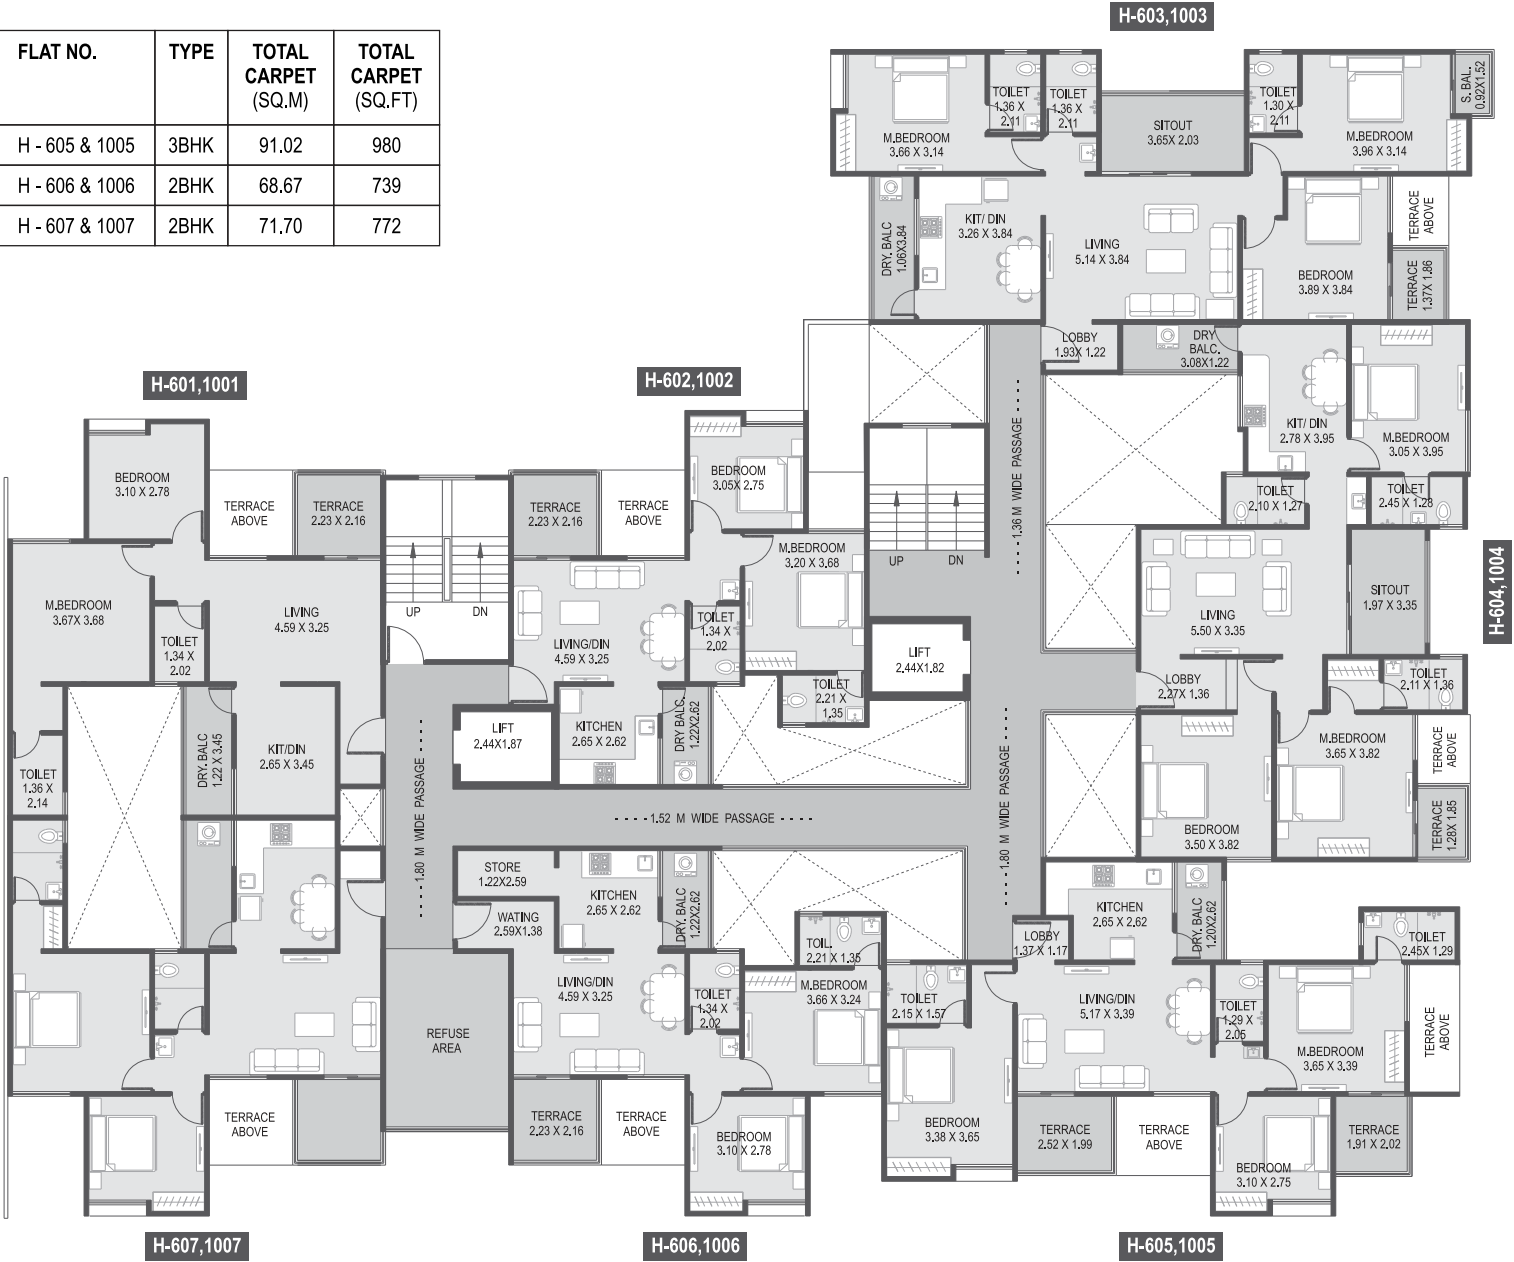 FLAT NO. TYPE TOTAL CARPET (SQ.M) TOTAL CARPET (SQ.FT)
H - 605 & 1005 3BHK 91.02 980
H - 606 & 1006 2BHK 68.67 739
H - 607 & 1007 2BHK 71.70 772
H-603,1003
M.BEDROOM
3.66 X 3.14
TOILET
1.36 X
2.11
TOILET
1.36 X
2.11
SITOUT
3.65X 2.03
TOILET
1.30 X
2.11
M.BEDROOM
3.96 X 3.14
S. BAL.
0.92X1.52
DRY. BALC
1.06X3.84
KIT/ DIN
3.26 X 3.84
LIVING
5.14 X 3.84
BEDROOM
3.89 X 3.84
TERRACE
ABOVE
TERRACE
1.37X 1.86
LOBBY
1.93X 1.22
DRY
BALC.
3.08X1.22
H-604,1004
KIT/ DIN
2.78 X 3.95
M.BEDROOM
3.05 X 3.95
TOILET
2.10 X 1.27
TOILET
2.45 X 1.28
LIVING
5.50 X 3.35
SITOUT
1.97 X 3.35
LOBBY
2.27X 1.36
TOILET
2.11 X 1.36
M.BEDROOM
3.65 X 3.82
TERRACE
ABOVE
TERRACE
1.28X 1.85
BEDROOM
3.50 X 3.82
1.36 M WIDE PASSAGE
UP
DN
LIFT
2.44X1.82
1.80 M WIDE PASSAGE
H-601,1001
BEDROOM
3.10 X 2.78
TERRACE
ABOVE
TERRACE
2.23 X 2.16
M.BEDROOM
3.67X 3.68
TOILET
1.34 X
2.02
LIVING
4.59 X 3.25
DRY. BALC
1.22 X 3.45
KIT/DIN
2.65 X 3.45
TOILET
1.36 X
2.14
UP
DN
LIFT
2.44X1.87
1.80 M WIDE PASSAGE
1.52 M WIDE PASSAGE
H-602,1002
TERRACE
2.23 X 2.16
TERRACE
ABOVE
BEDROOM
3.05X 2.75
M.BEDROOM
3.20 X 3.68
LIVING/DIN
4.59 X 3.25
TOILET
1.34 X
2.02
KITCHEN
2.65 X 2.62
DRY BALC
1.22X2.62
TOILET
2.21 X
1.35
TERRACE
ABOVE
H-607,1007
REFUSE
AREA
STORE
1.22X2.59
WATING
2.59X1.38
KITCHEN
2.65 X 2.62
DRY. BALC
1.22X2.62
LIVING/DIN
4.59 X 3.25
TOILET
1.34 X
2.02
TOIL.
2.21 X 1.35
M.BEDROOM
3.66 X 3.24
TERRACE
2.23 X 2.16
TERRACE
ABOVE
BEDROOM
3.10 X 2.78
H-606,1006
TOILET
2.15 X 1.57
BEDROOM
3.38 X 3.65
LOBBY
1.37 X 1.17
KITCHEN
2.65 X 2.62
DRY. BALC
1.20X2.62
LIVING/DIN
5.17 X 3.39
TOILET
1.29 X
2.05
TOILET
2.45X 1.29
M.BEDROOM
3.65 X 3.39
TERRACE
ABOVE
TERRACE
2.52 X 1.99
TERRACE
ABOVE
BEDROOM
3.10 X 2.75
TERRACE
1.91 X 2.02
H-605,1005